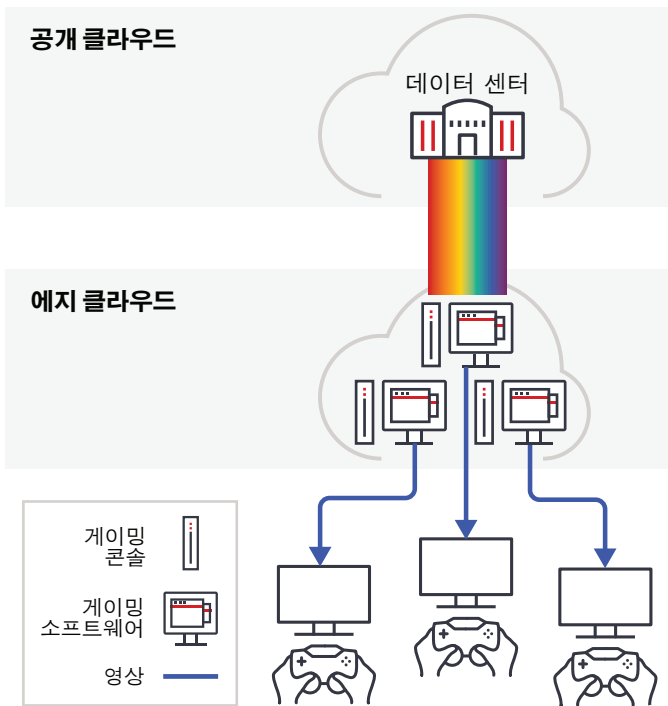 공개 클라우드
데이터 센터
에지 클라우드
게이밍
콘솔
게이밍
소프트웨어
영상